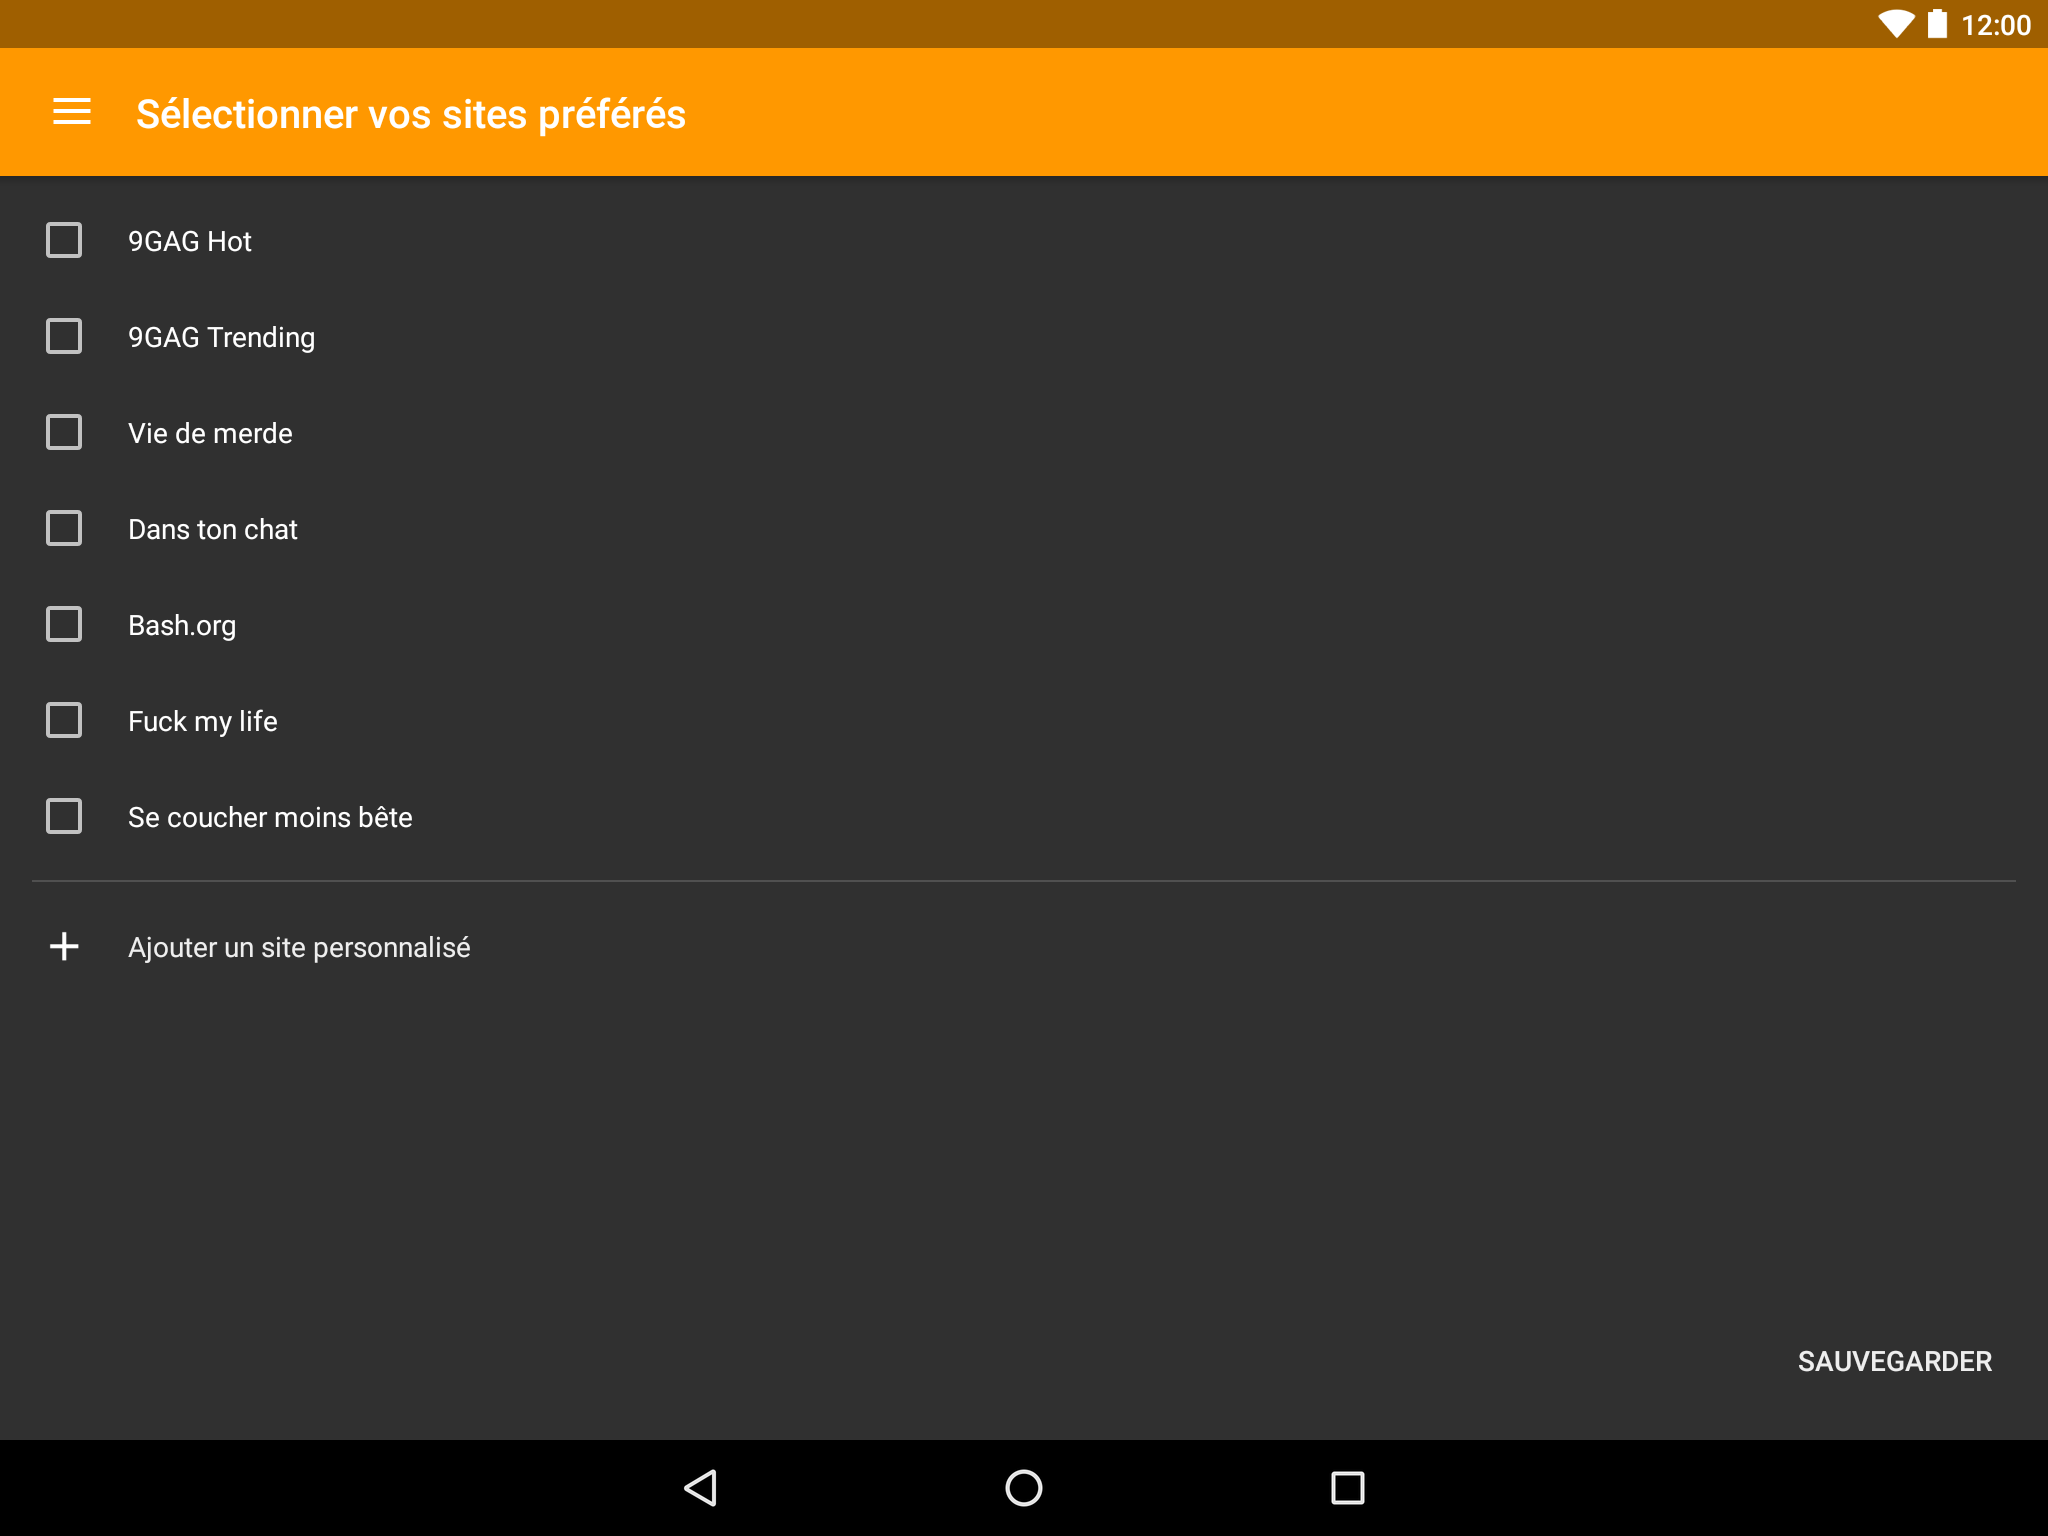 12:00
Sélectionner vos sites préférés
9GAG Hot
9GAG Trending
Vie de merde
Dans ton chat
Bash.org
Fuck my life
Se coucher moins bête
Ajouter un site personnalisé
SAUVEGARDER